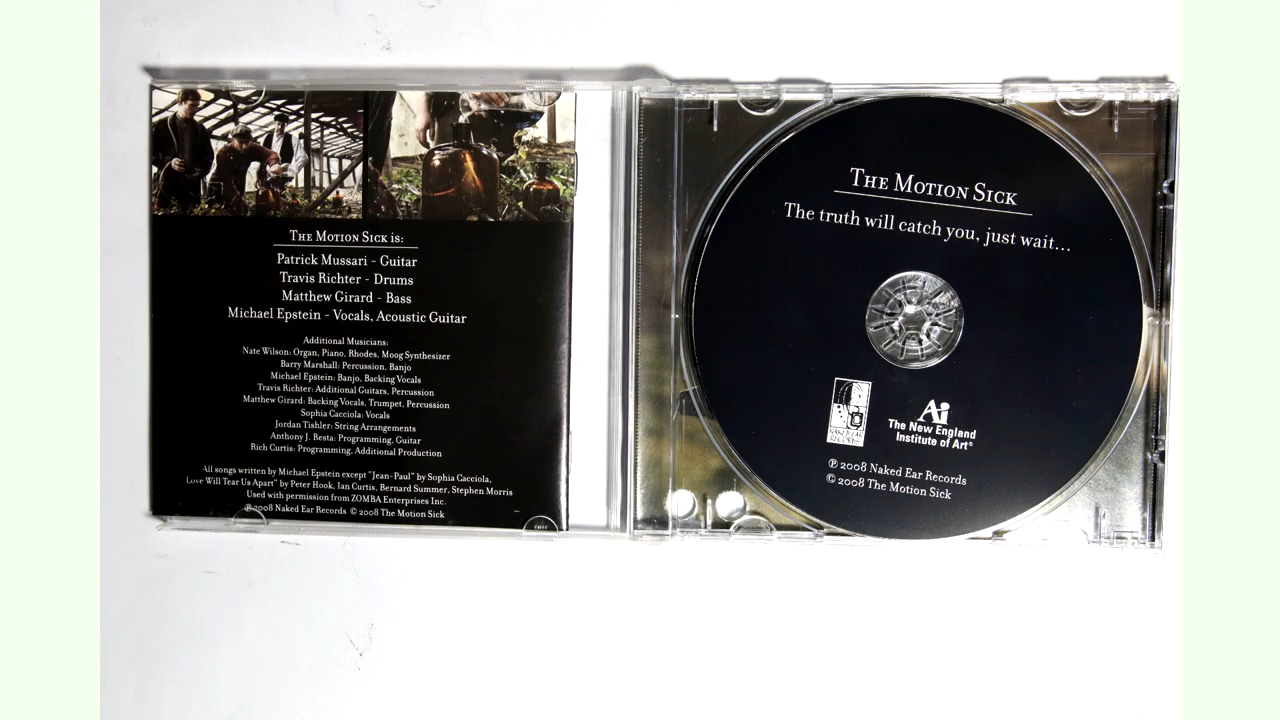 THE MOTION SICK IS:
Patrick Mussari - Guitar
Travis Richter - Drums
Matthew Girard - Bass
Michael Epstein - Vocals, Acoustic Guitar
Additional Musicians:
Nate Wilson: Organ, Piano, Rhodes, Moog Synthesizer
Barry Marshall: Percussion, Banjo
Michael Epstein: Banjo, Backing Vocals
Travis Richter: Additional Guitars, Percussion
Matthew Girard: Backing Vocals, Trumpet, Percussion
Sophia Cacciola: Vocals
Jordan Tishler: String Arrangements
Anthony J. Resta: Programming, Guitar
Rich Curtis: Programming, Additional Production
All songs written by Michael Epstein except "Jean-Paul" by Sophia Cacciola,
Love Will Tear Us Apart" by Peter Hook, Ian Curtis, Bernard Summer, Stephen Morris
Used with permission from ZOMBA Enterprises Inc.
℗2008 Naked Ear Records ©2008 The Motion Sick
THE MOTION SICK
The truth will catch you, just wait...
NAKED EAR
RECORDS
Ai
The New England
Institute of Art®
℗ 2008 Naked Ear Records
© 2008 The Motion Sick